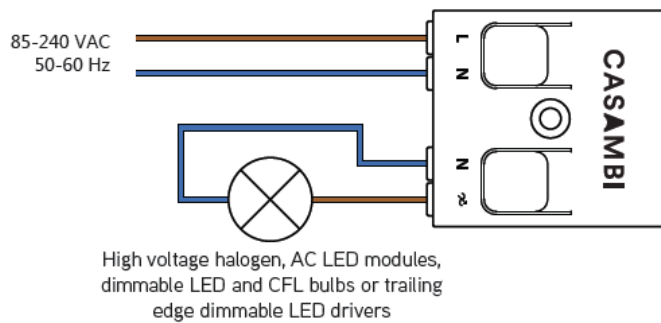 85-240 VAC
50-60 Hz
L
N
CASAMBI
N
High voltage halogen, AC LED modules,
dimmable LED and CFL bulbs or trailing
edge dimmable LED drivers